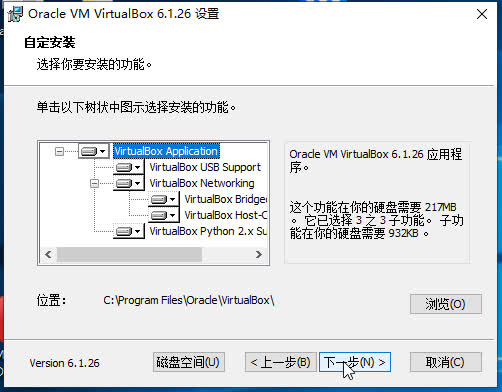 Oracle VM VirtualBox 6.1.26 设置
自定安装
选择你要安装的功能。
单击以下树状中图示选择安装的功能。
VirtualBox Application
VirtualBox USB Support
VirtualBox Networking
VirtualBox Bridge
VirtualBox Host-O
VirtualBox Python 2.x Su
Oracle VM VirtualBox 6.1.26 应用程
序。
这个功能在你的硬盘需要 217MB
。 它已选择 3 之 3 子功能。 子功
能在你的硬盘需要 932KB 。
位置： C:\Program Files\Oracle\VirtualBox\
浏览(O)
Version 6.1.26
磁盘空间(U)
< 上一步(B)
下一步(N) >
取消(C)